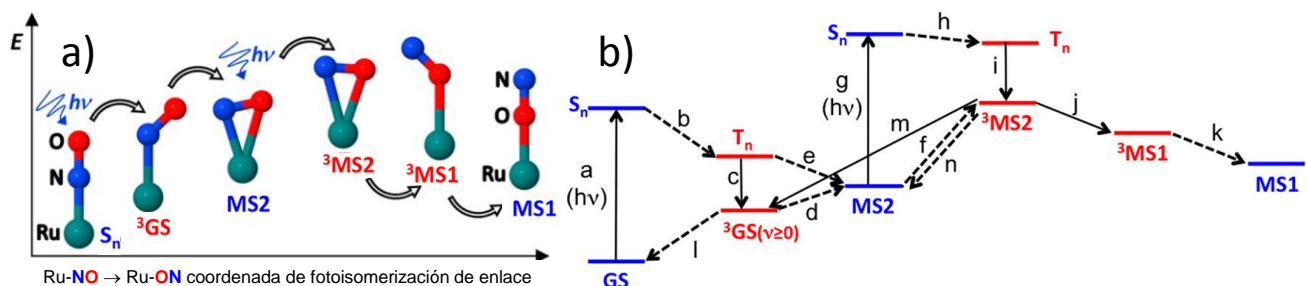 a)
E
hν
hν
O
N
Ru
Sn
³GS
MS2
³MS2
³MS1
N
O
Ru
MS1
Ru-NO → Ru-ON coordenada de fotoisomerización de enlace
b)
Sn
h
Tn
g
(hν)
i
Sn
b
m
³MS2
j
a
(hν)
Tn
e
f
n
³MS1
k
c
d
MS2
MS1
³GS(ν≥0)
l
GS